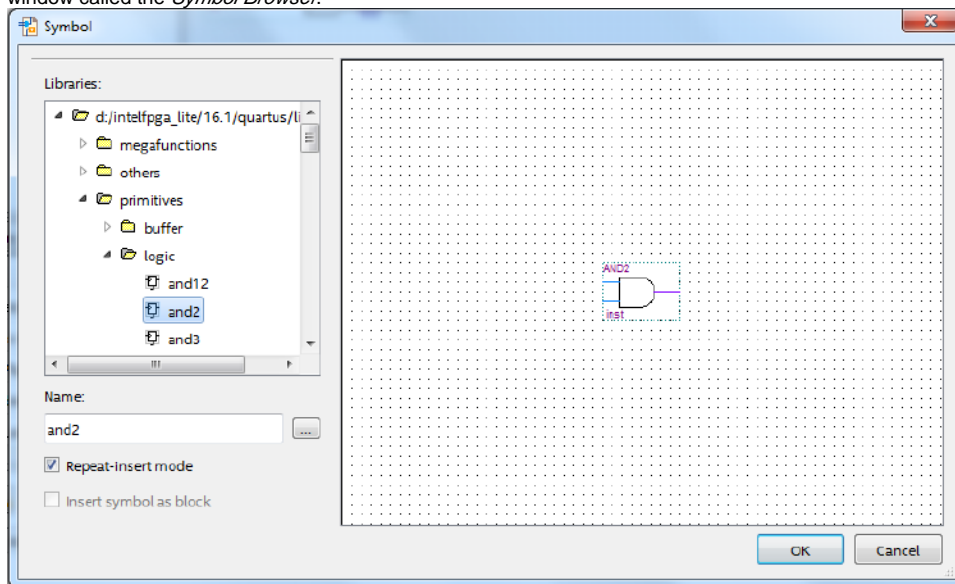 window called the Symbol Browser.
Symbol
Libraries:
d:/intelfpga_lite/16.1/quartus/li
megafunctions
others
primitives
buffer
logic
and12
and2
and3
Name:
and2
...
Repeat-insert mode
Insert symbol as block
AND2
inst
OK
Cancel